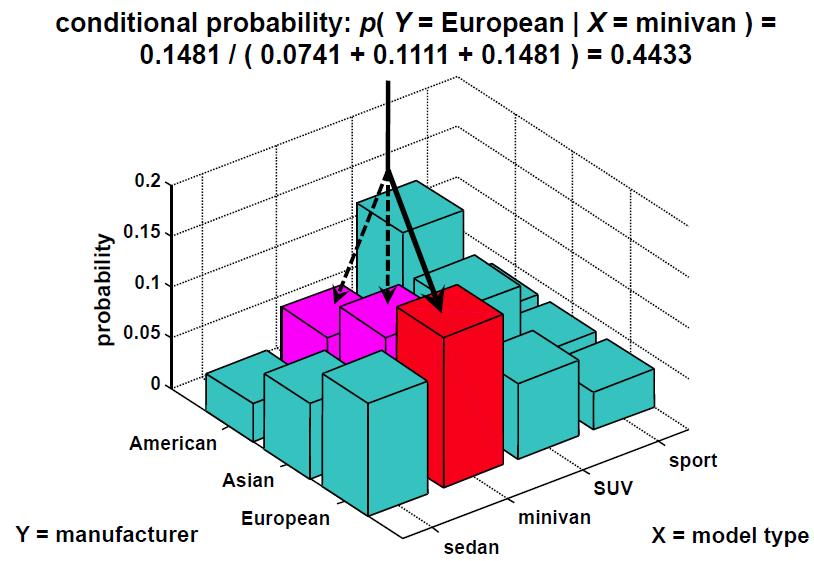 conditional probability: p( Y = European | X = minivan ) =
0.1481 / ( 0.0741 + 0.1111 + 0.1481 ) = 0.4433
0.2
0.15
0.1
0.05
0
probability
American
Asian
European
sport
SUV
minivan
sedan
Y = manufacturer
X = model type